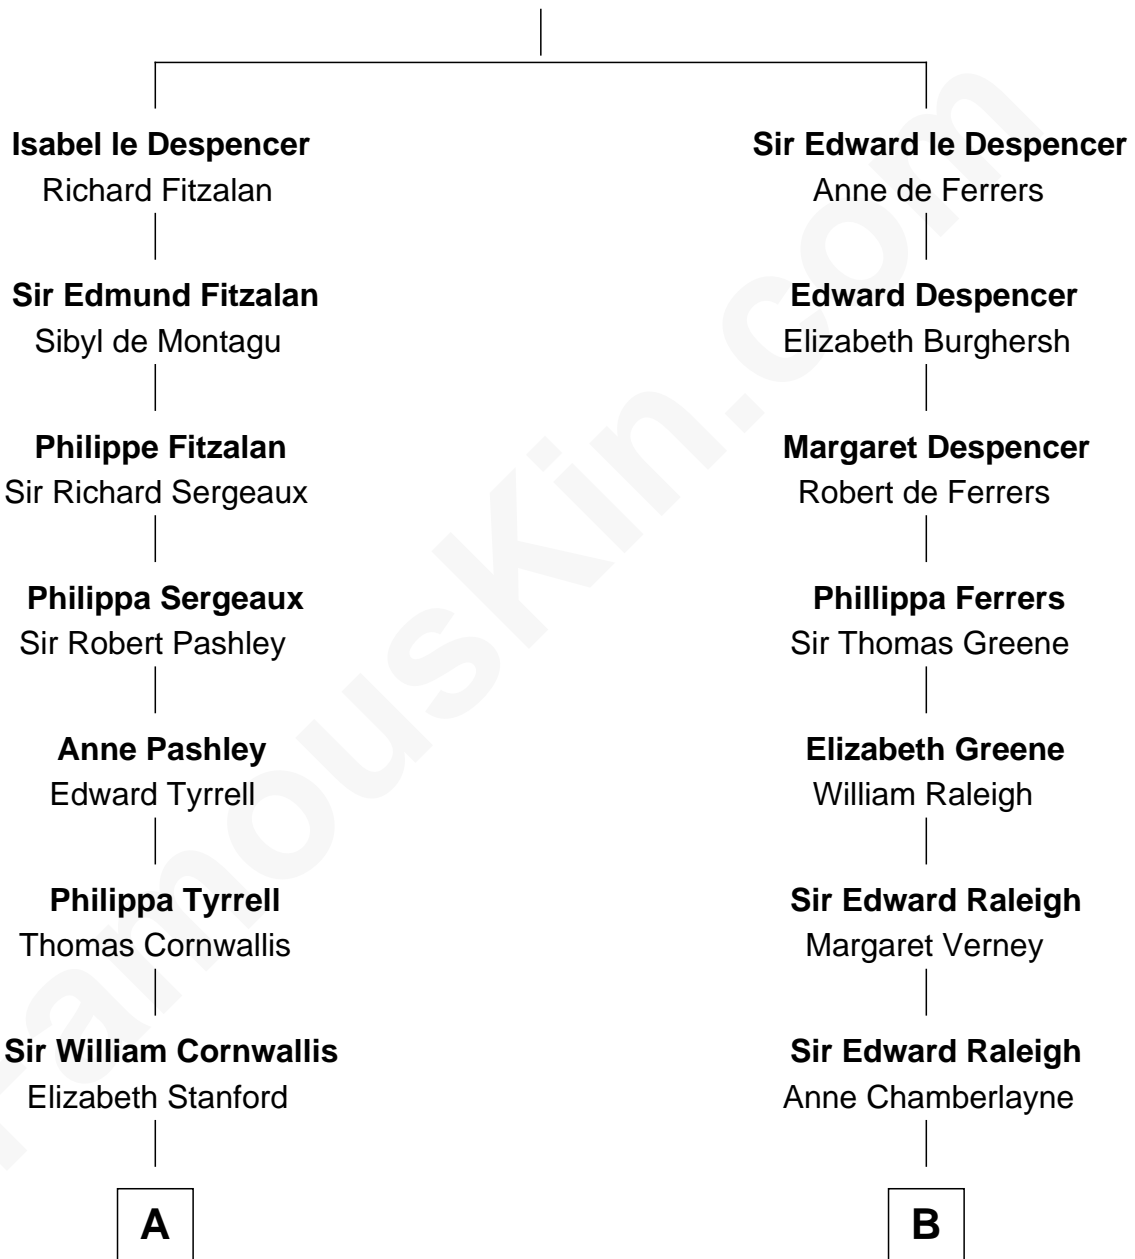 Isabel le Despencer
Richard Fitzalan
Sir Edmund Fitzalan
Sibyl de Montagu
Philippe Fitzalan
Sir Richard Sergeaux
Philippa Sergeaux
Sir Robert Pashley
Anne Pashley
Edward Tyrrell
Philippa Tyrrell
Thomas Cornwallis
Sir William Cornwallis
Elizabeth Stanford
A
Sir Edward le Despencer
Anne de Ferrers
Edward Despencer
Elizabeth Burghersh
Margaret Despencer
Robert de Ferrers
Phillippa Ferrers
Sir Thomas Greene
Elizabeth Greene
William Raleigh
Sir Edward Raleigh
Margaret Verney
Sir Edward Raleigh
Anne Chamberlayne
B
FamousKin.com